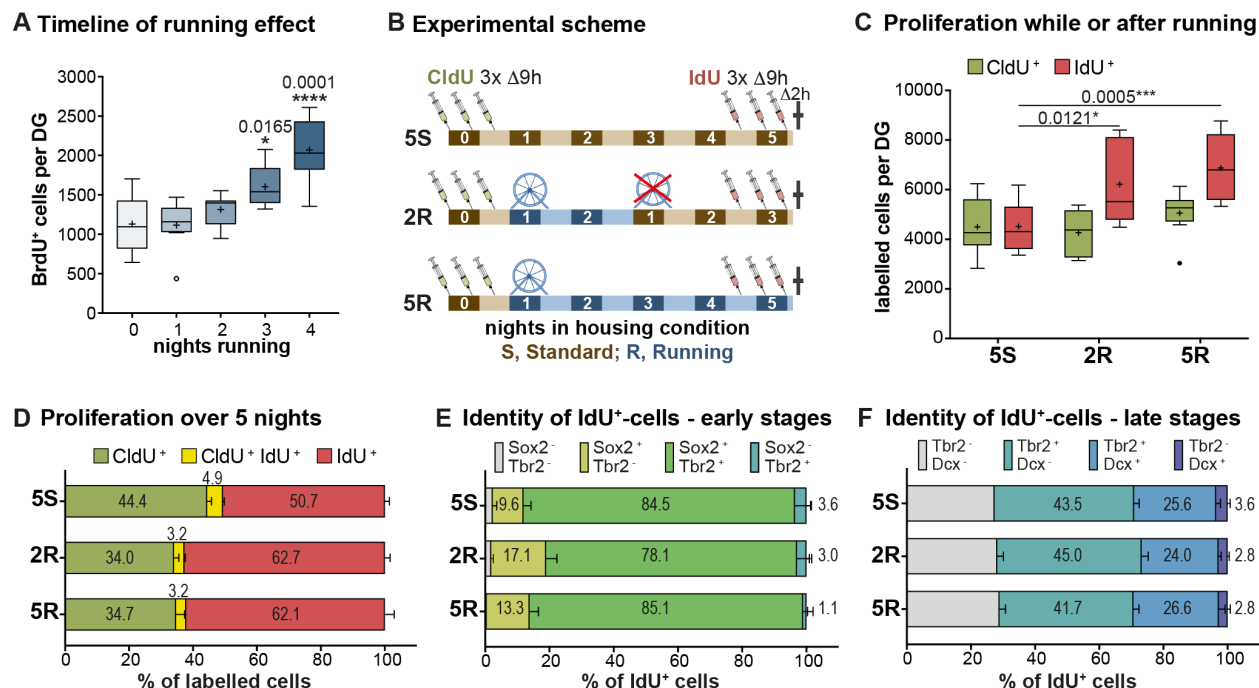 A Timeline of running effect
BrdU⁺ cells per DG
3000
2500
2000
1500
1000
500
0
0.0165
*
0.0001
****
0 1 2 3 4
nights running
B Experimental scheme
CldU 3x Δ9h
IdU 3x Δ9h
Δ2h
5S 0 1 2 3 4 5
2R 0 1 2 1 2 3
5R 0 1 2 3 4 5
nights in housing condition
S, Standard; R, Running
C Proliferation while or after running
CldU⁺ IdU⁺
labelled cells per DG
10000
8000
6000
4000
2000
0
0.0005***
0.0121*
5S 2R 5R
D Proliferation over 5 nights
CldU⁺ CldU⁺ IdU⁺ IdU⁺
4.9
5S 44.4 50.7
3.2
2R 34.0 62.7
3.2
5R 34.7 62.1
0 20 40 60 80 100
% of labelled cells
E Identity of IdU⁺-cells - early stages
Sox2⁻ Sox2⁺ Sox2⁺ Sox2⁻
Tbr2⁻ Tbr2⁻ Tbr2⁺ Tbr2⁺
5S 9.6 84.5 3.6
2R 17.1 78.1 3.0
5R 13.3 85.1 1.1
0 20 40 60 80 100
% of IdU⁺ cells
F Identity of IdU⁺-cells - late stages
Tbr2⁻ Tbr2⁺ Tbr2⁺ Tbr2⁻
Dcx⁻ Dcx⁻ Dcx⁺ Dcx⁺
5S 43.5 25.6 3.6
2R 45.0 24.0 2.8
5R 41.7 26.6 2.8
0 20 40 60 80 100
% of IdU⁺ cells